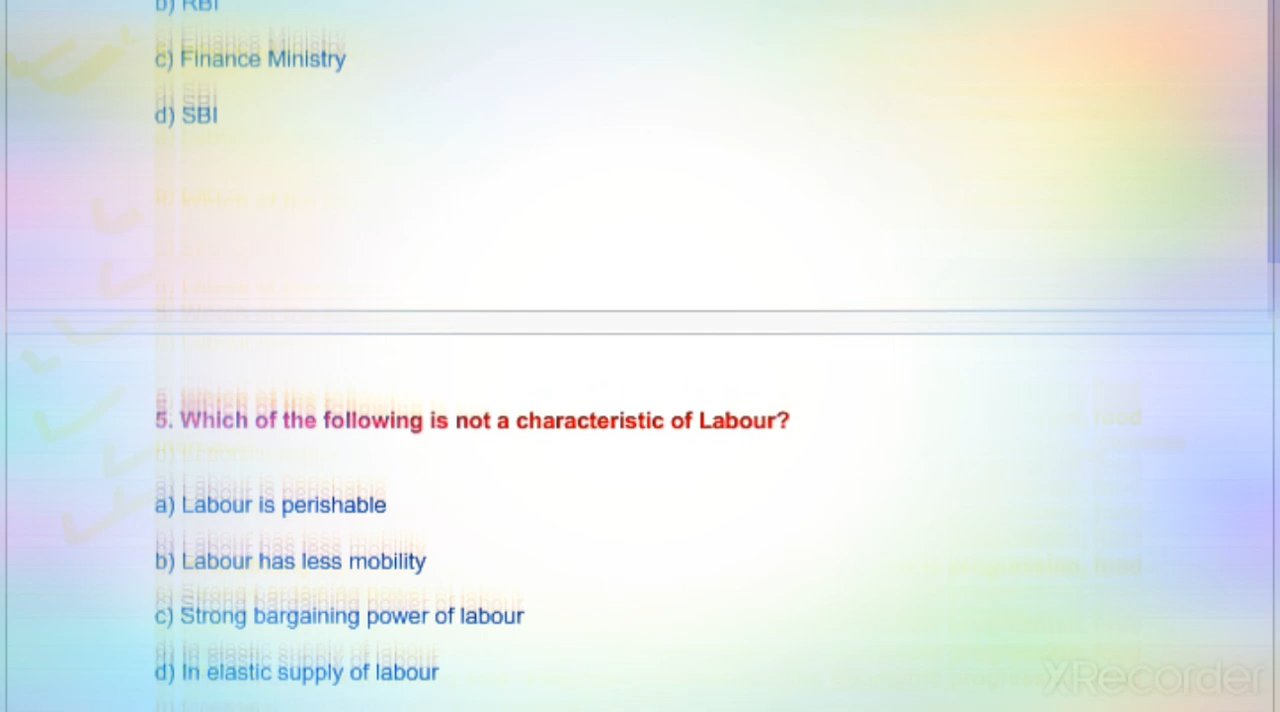 b) RBI
c) Finance Ministry
d) SBI
5. Which of the following is not a characteristic of Labour?
a) Labour is perishable
b) Labour has less mobility
c) Strong bargaining power of labour
d) In elastic supply of labour
XRecorder